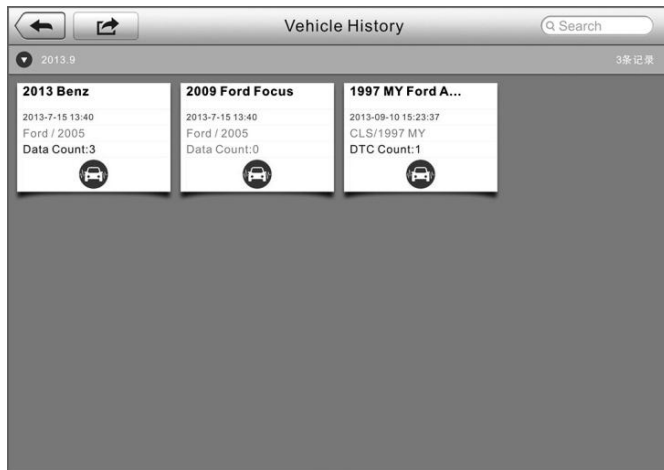 Vehicle History
Search
2013.9
3条记录
2013 Benz
2013-7-15 13:40
Ford / 2005
Data Count:3
2009 Ford Focus
2013-7-15 13:40
Ford / 2005
Data Count:0
1997 MY Ford A...
2013-09-10 15:23:37
CLS/1997 MY
DTC Count:1